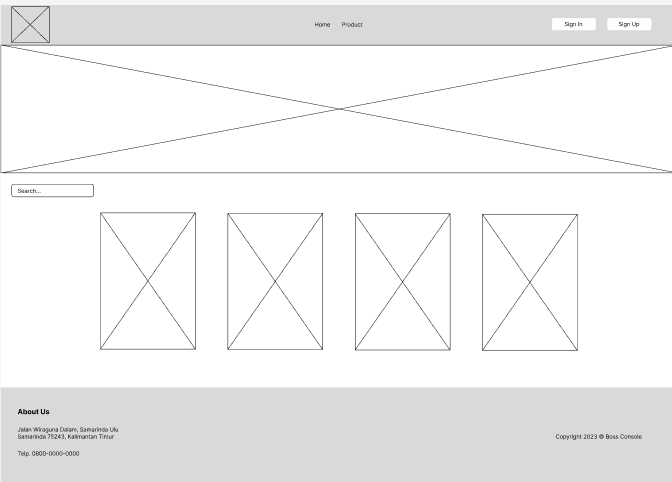 Home Product Sign In Sign Up
Search...
About Us
Jalan Wiraguna Dalam, Samarinda Ulu
Samarinda 75243, Kalimantan Timur
Telp. 0800-0000-0000
Copyright 2023 © Boss Console